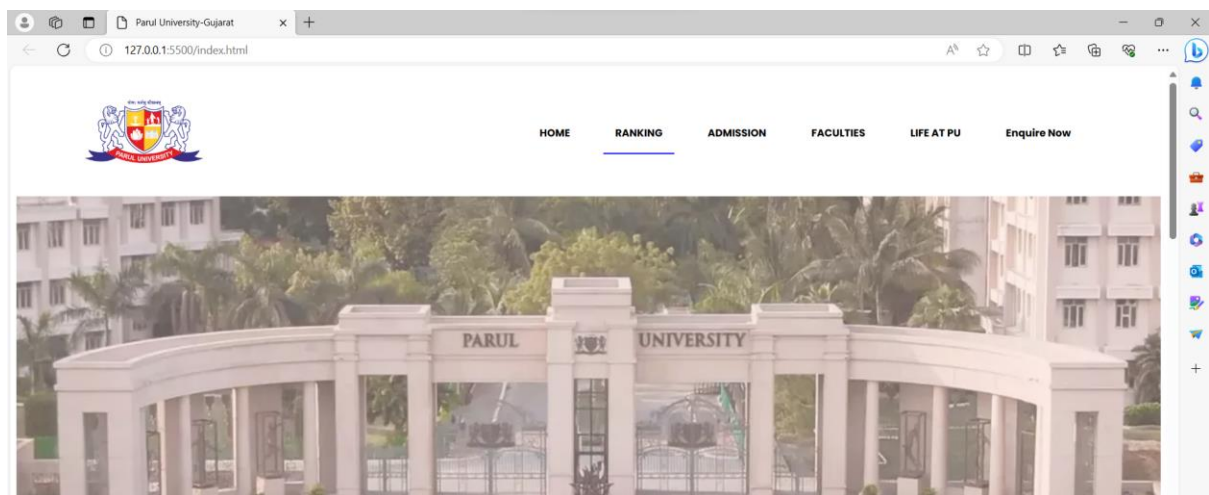 Parul University-Gujarat
127.0.0.1:5500/index.html
PARUL UNIVERSITY
HOME RANKING ADMISSION FACULTIES LIFE AT PU Enquire Now
PARUL UNIVERSITY